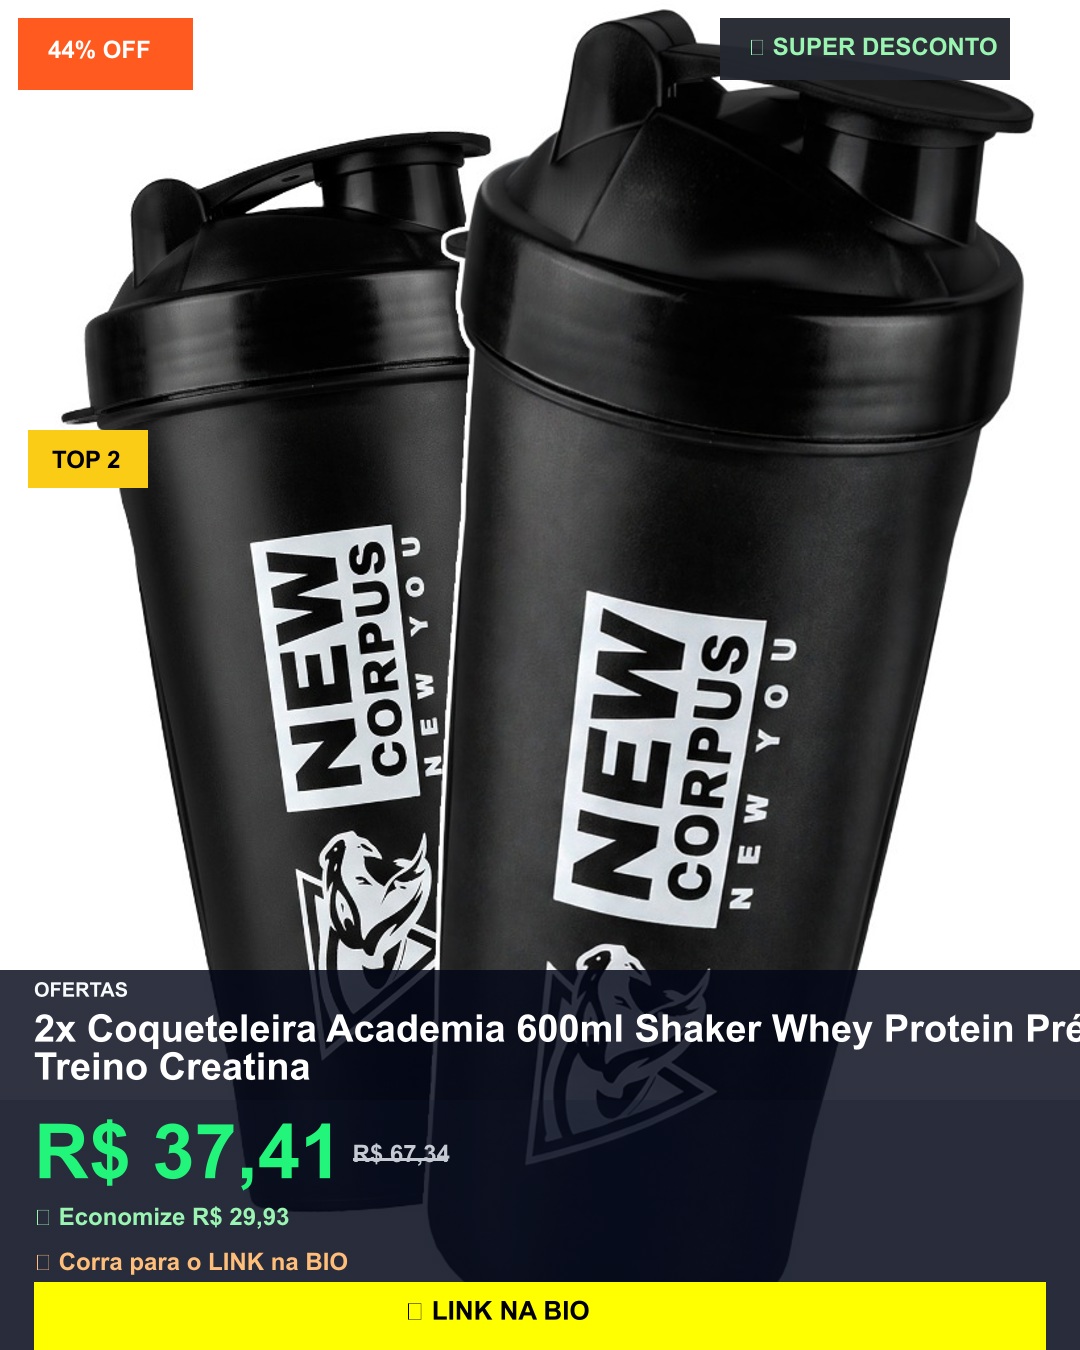 44% OFF
SUPER DESCONTO
TOP 2
NEW
CORPUS
NEW YOU
NEW
CORPUS
NEW YOU
OFERTAS
2x Coqueteleira Academia 600ml Shaker Whey Protein Pré
Treino Creatina
R$ 37,41 R$ 67,34
Economize R$ 29,93
Corra para o LINK na BIO
LINK NA BIO